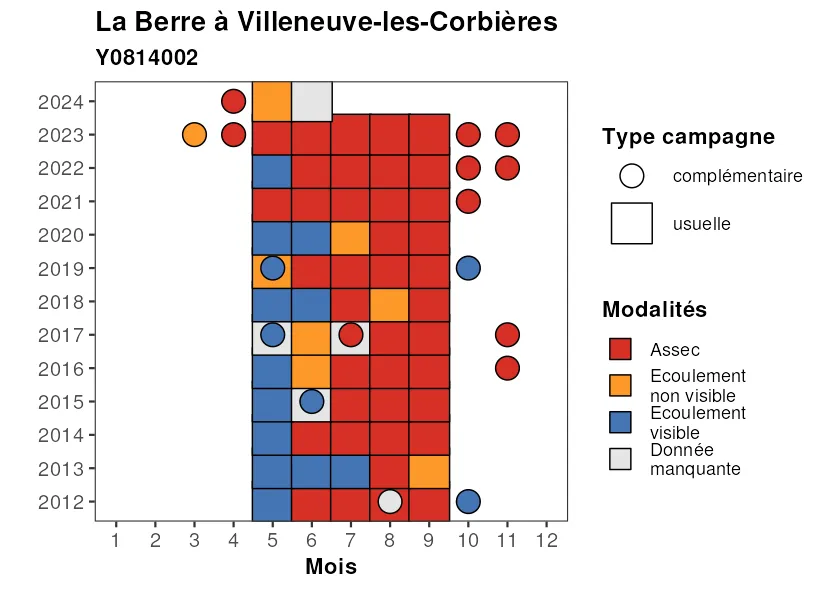 La Berre à Villeneuve-les-Corbières
Y0814002
2024
2023
2022
2021
2020
2019
2018
2017
2016
2015
2014
2013
2012
1 2 3 4 5 6 7 8 9 10 11 12
Mois
Type campagne
complémentaire
usuelle
Modalités
Assec
Ecoulement
non visible
Ecoulement
visible
Donnée
manquante